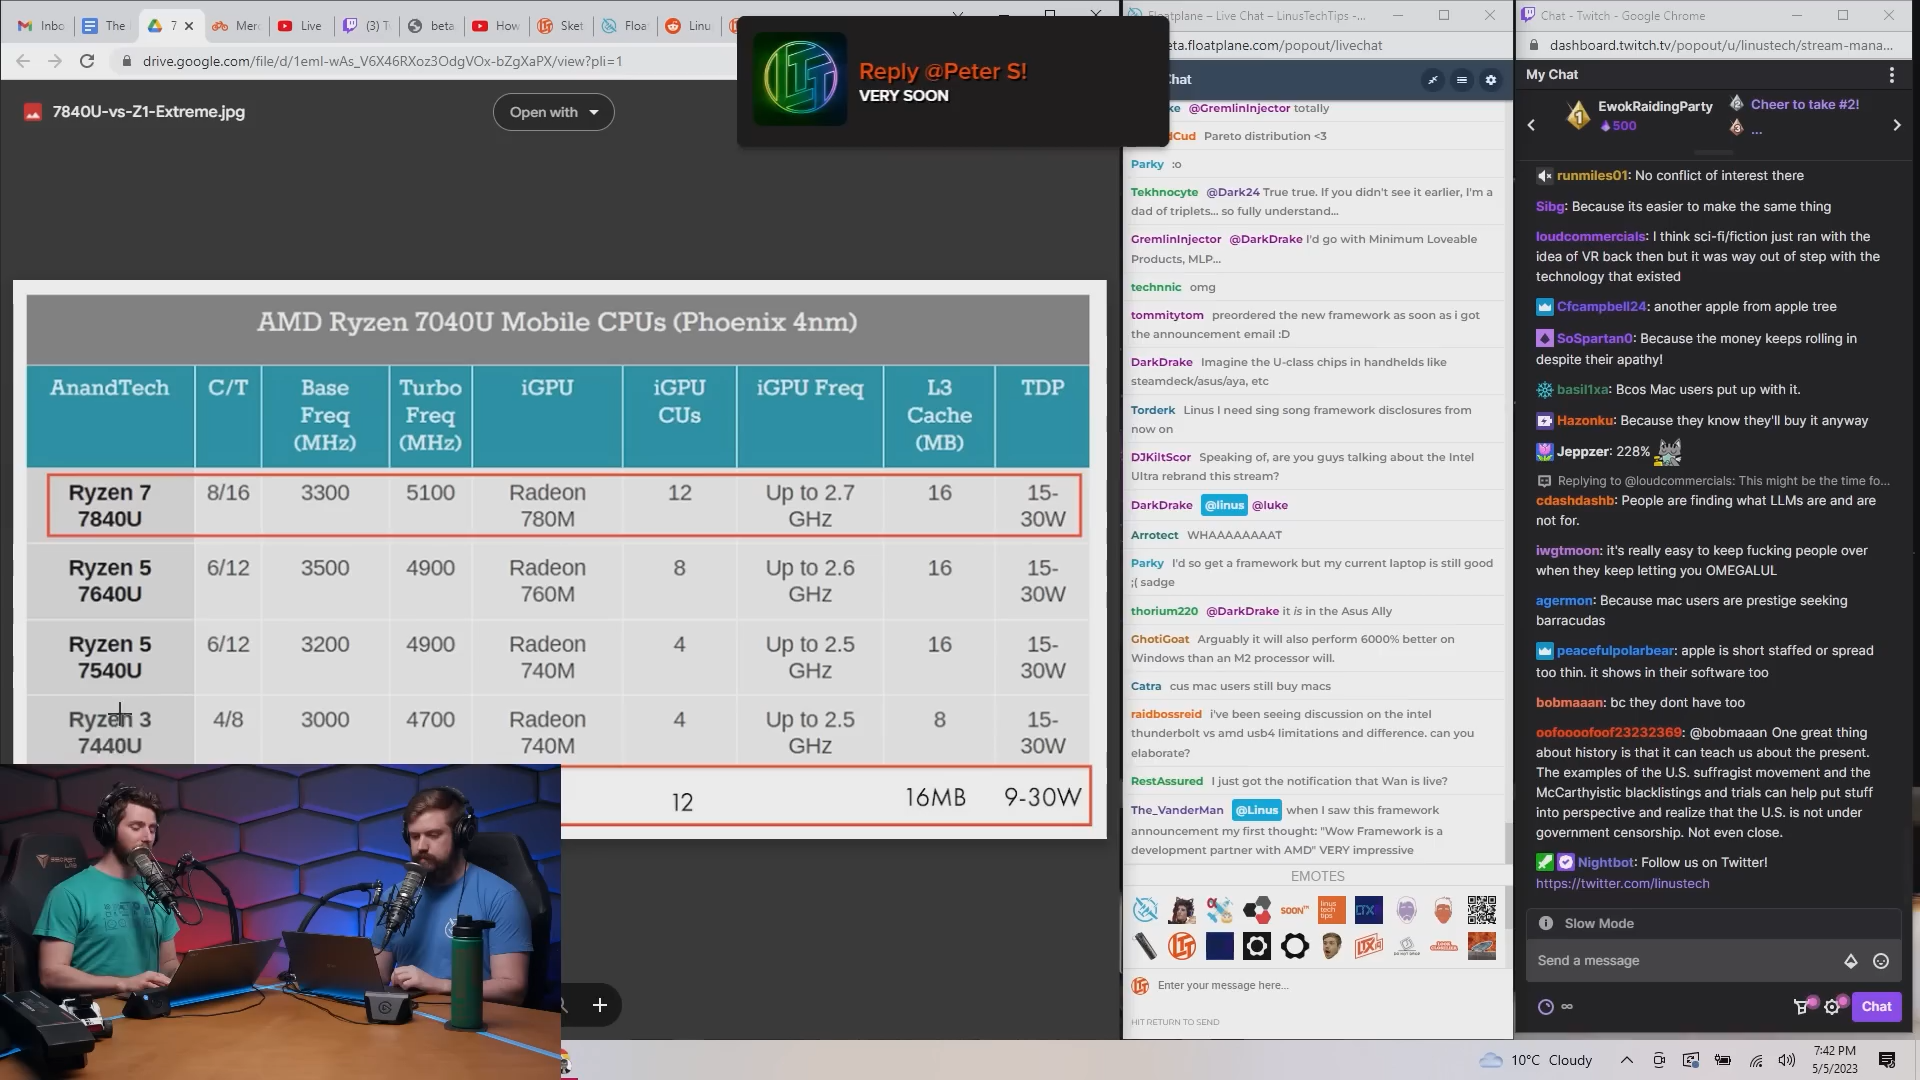 Inbo
The
7
Merc
Live
(3) T
beta
How
Sket
Floa
Linu
drive.google.com/file/d/1emI-wAs_V6X46RXoz3OdgVOx-bZgXaPX/view?pli=1
7840U-vs-Z1-Extreme.jpg
Open with
Reply @Peter S!
VERY SOON
AMD Ryzen 7040U Mobile CPUs (Phoenix 4nm)
AnandTech C/T Base Freq (MHz) Turbo Freq (MHz) iGPU iGPU CUs iGPU Freq L3 Cache (MB) TDP
Ryzen 7 7840U 8/16 3300 5100 Radeon 780M 12 Up to 2.7 GHz 16 15-30W
Ryzen 5 7640U 6/12 3500 4900 Radeon 760M 8 Up to 2.6 GHz 16 15-30W
Ryzen 5 7540U 6/12 3200 4900 Radeon 740M 4 Up to 2.5 GHz 16 15-30W
Ryzen 3 7440U 4/8 3000 4700 Radeon 740M 4 Up to 2.5 GHz 8 15-30W
12 16MB 9-30W
Floatplane – Live Chat – LinusTechTips -...
eta.floatplane.com/popout/livechat
hat
ke @GremlinInjector totally
dCud Pareto distribution <3
Parky :o
Tekhnocyte @Dark24 True true. If you didn't see it earlier, I'm a
dad of triplets... so fully understand...
GremlinInjector @DarkDrake I'd go with Minimum Loveable
Products, MLP...
technnic omg
tommitytom preordered the new framework as soon as i got
the announcement email :D
DarkDrake Imagine the U-class chips in handhelds like
steamdeck/asus/aya, etc
Torderk Linus I need sing song framework disclosures from
now on
DJKiltScor Speaking of, are you guys talking about the Intel
Ultra rebrand this stream?
DarkDrake @linus @luke
Arrotect WHAAAAAAAT
Parky I'd so get a framework but my current laptop is still good
;( sadge
thorium220 @DarkDrake it is in the Asus Ally
GhotiGoat Arguably it will also perform 6000% better on
Windows than an M2 processor will.
Catra cus mac users still buy macs
raidbossreid i've been seeing discussion on the intel
thunderbolt vs amd usb4 limitations and difference. can you
elaborate?
RestAssured I just got the notification that Wan is live?
The_VanderMan @Linus when I saw this framework
announcement my first thought: "Wow Framework is a
development partner with AMD" VERY impressive
EMOTES
SOON
Enter your message here...
HIT RETURN TO SEND
Chat - Twitch - Google Chrome
dashboard.twitch.tv/popout/u/linustech/stream-mana...
My Chat
1 EwokRaidingParty
500
2 Cheer to take #2!
3 ...
runmiles01: No conflict of interest there
Sibg: Because its easier to make the same thing
loudcommercials: I think sci-fi/fiction just ran with the
idea of VR back then but it was way out of step with the
technology that existed
Cfcampbell24: another apple from apple tree
SoSpartan0: Because the money keeps rolling in
despite their apathy!
basil1xa: Bcos Mac users put up with it.
Hazonku: Because they know they'll buy it anyway
Jeppzer: 228%
Replying to @loudcommercials: This might be the time fo...
cdashdashb: People are finding what LLMs are and are
not for.
iwgtmoon: it's really easy to keep fucking people over
when they keep letting you OMEGALUL
agermon: Because mac users are prestige seeking
barracudas
peacefulpolarbear: apple is short staffed or spread
too thin. it shows in their software too
bobmaaan: bc they dont have too
oofoooofoof23232369: @bobmaaan One great thing
about history is that it can teach us about the present.
The examples of the U.S. suffragist movement and the
McCarthyistic blacklistings and trials can help put stuff
into perspective and realize that the U.S. is not under
government censorship. Not even close.
Nightbot: Follow us on Twitter!
https://twitter.com/linustech
Slow Mode
Send a message
Chat
10°C Cloudy
7:42 PM
5/5/2023